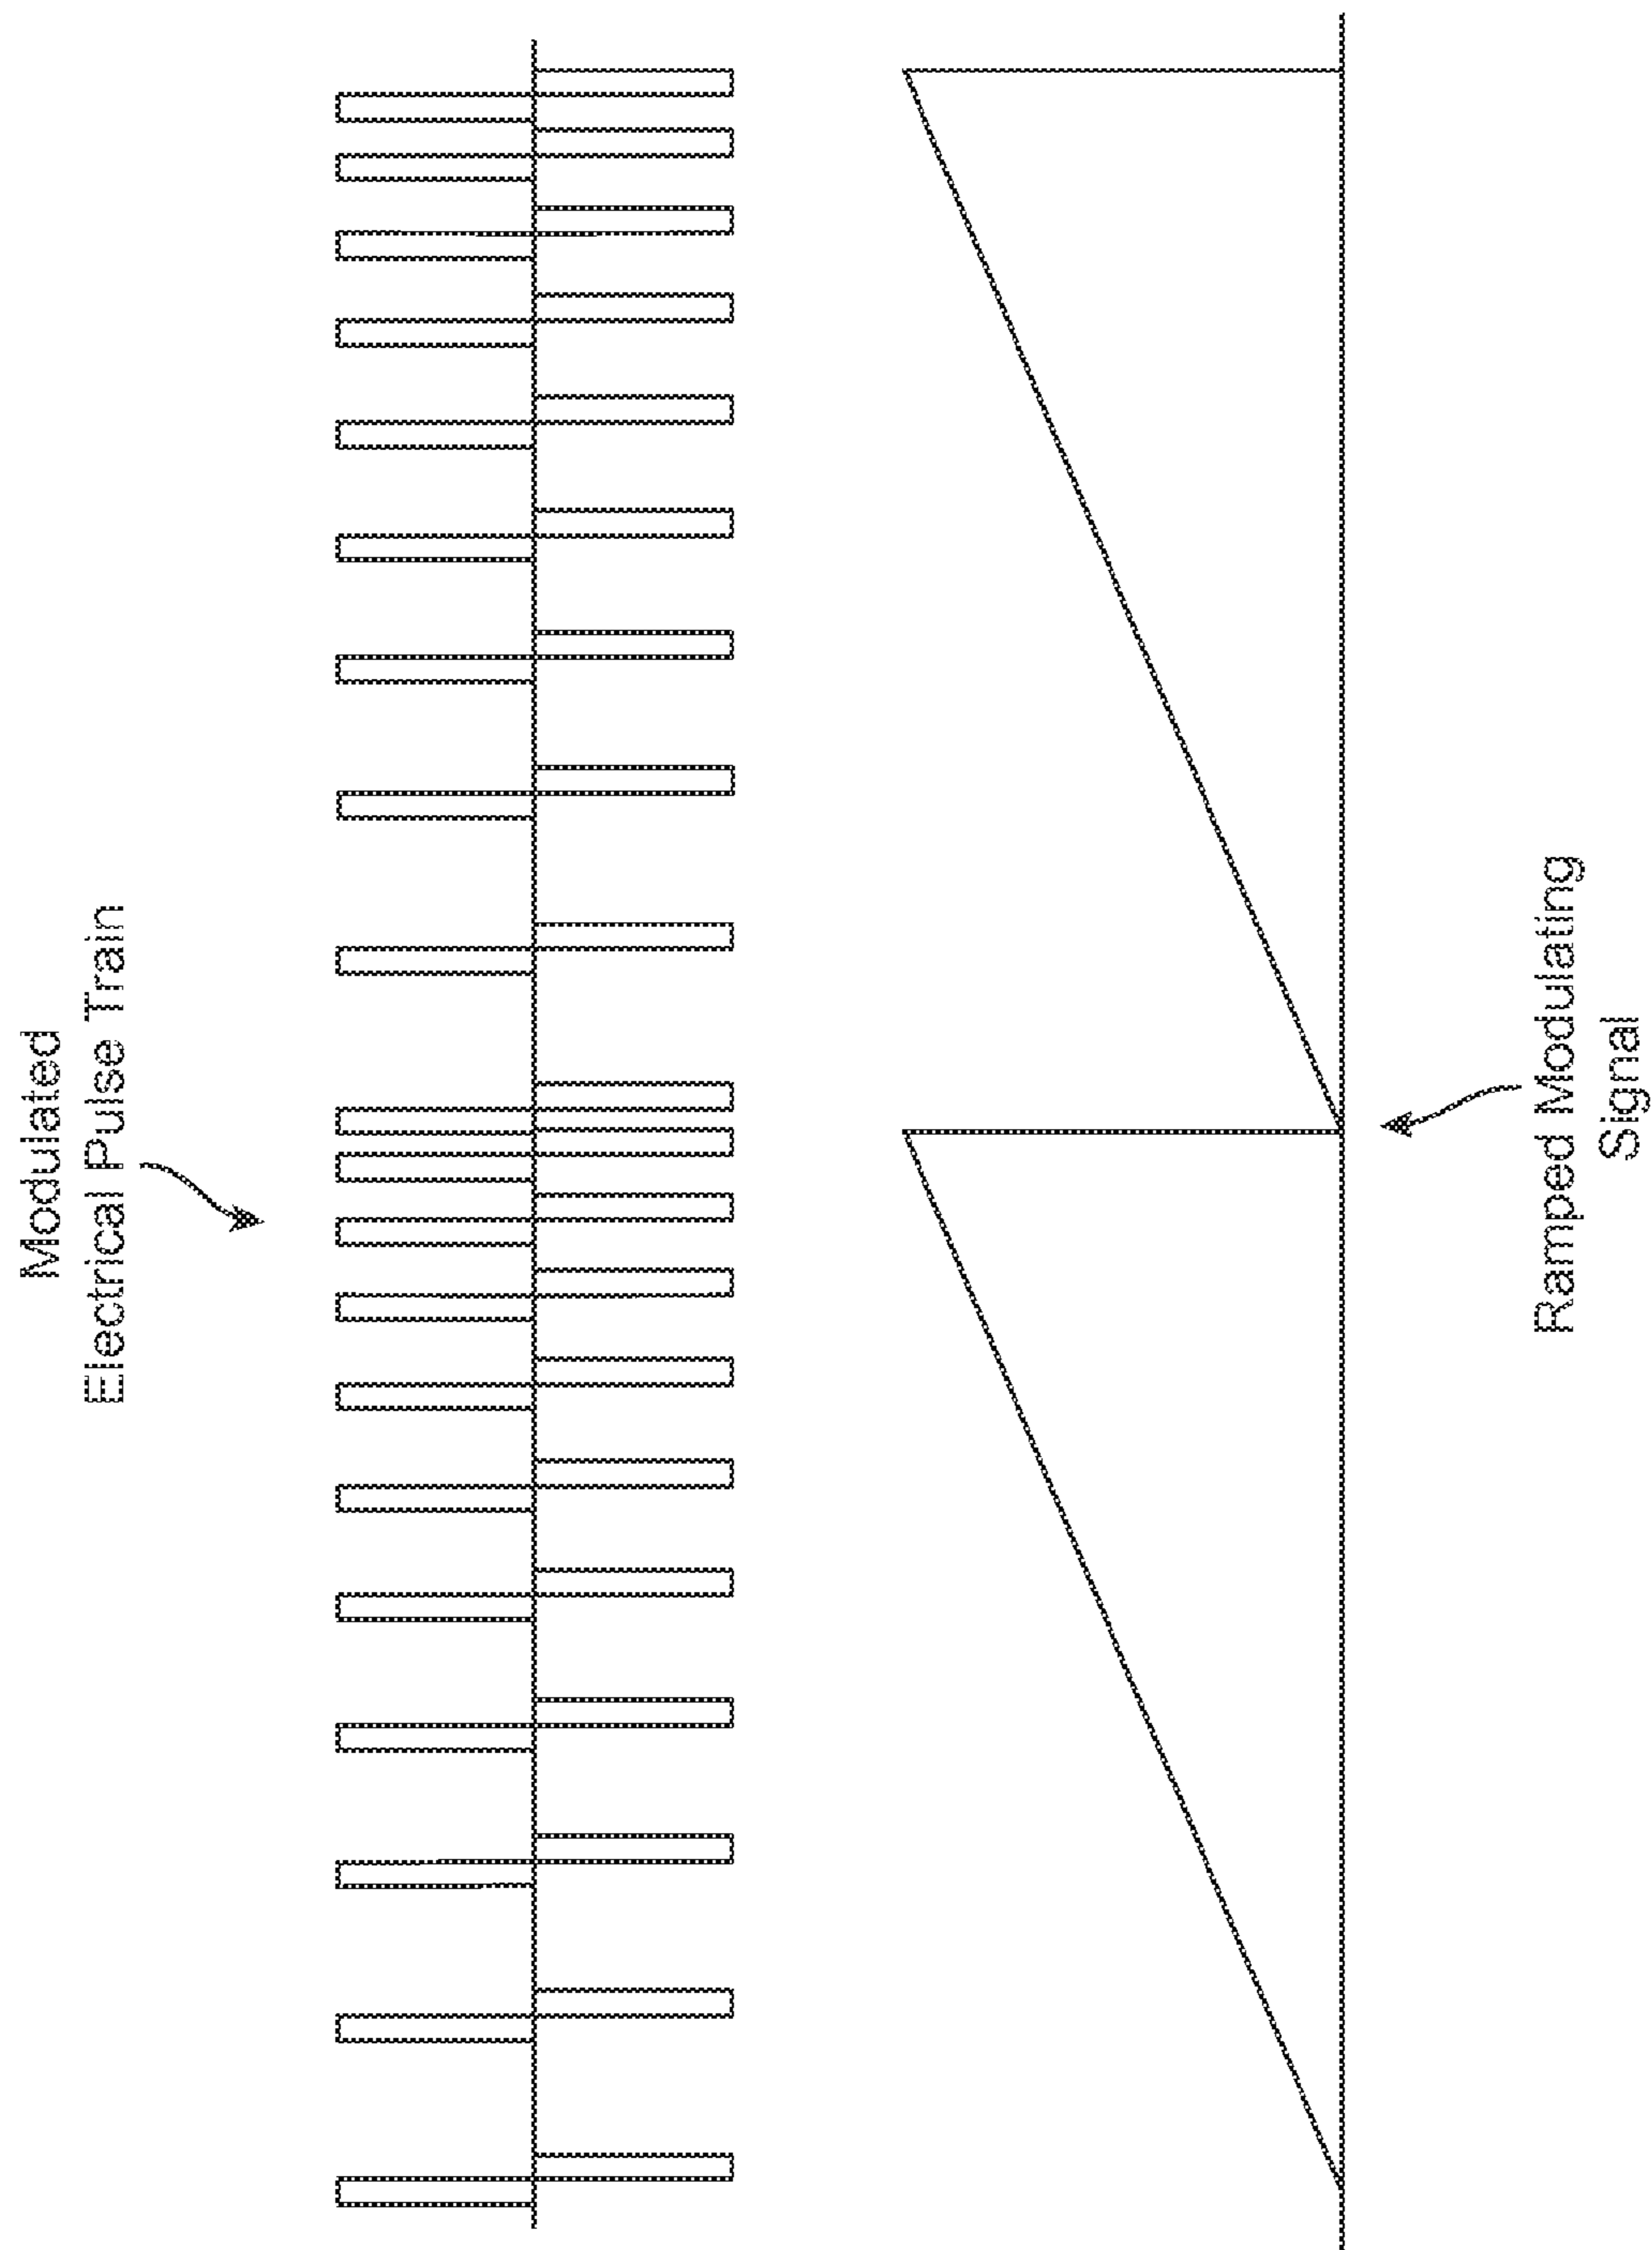 Modulated
Electrical Pulse Train
Ramped Modulating
Signal